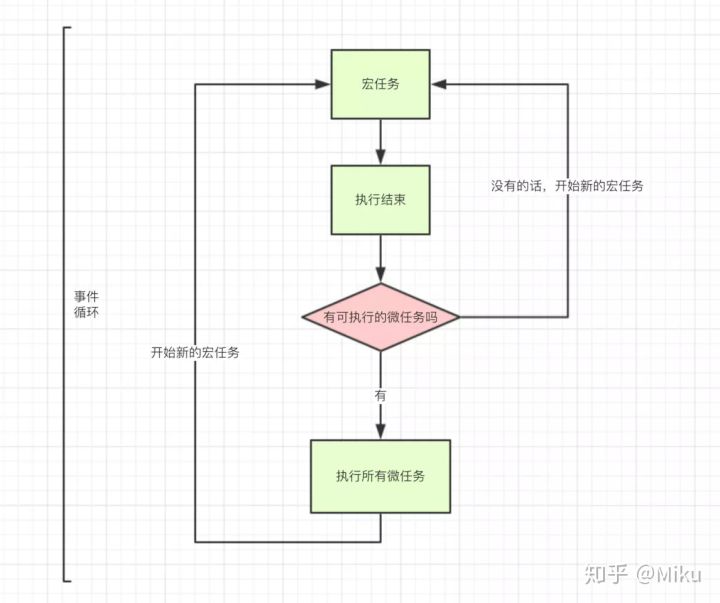 宏任务
没有的话，开始新的宏任务
执行结束
事件
循环
有可执行的微任务吗
开始新的宏任务
有
执行所有微任务
知乎 @Miku